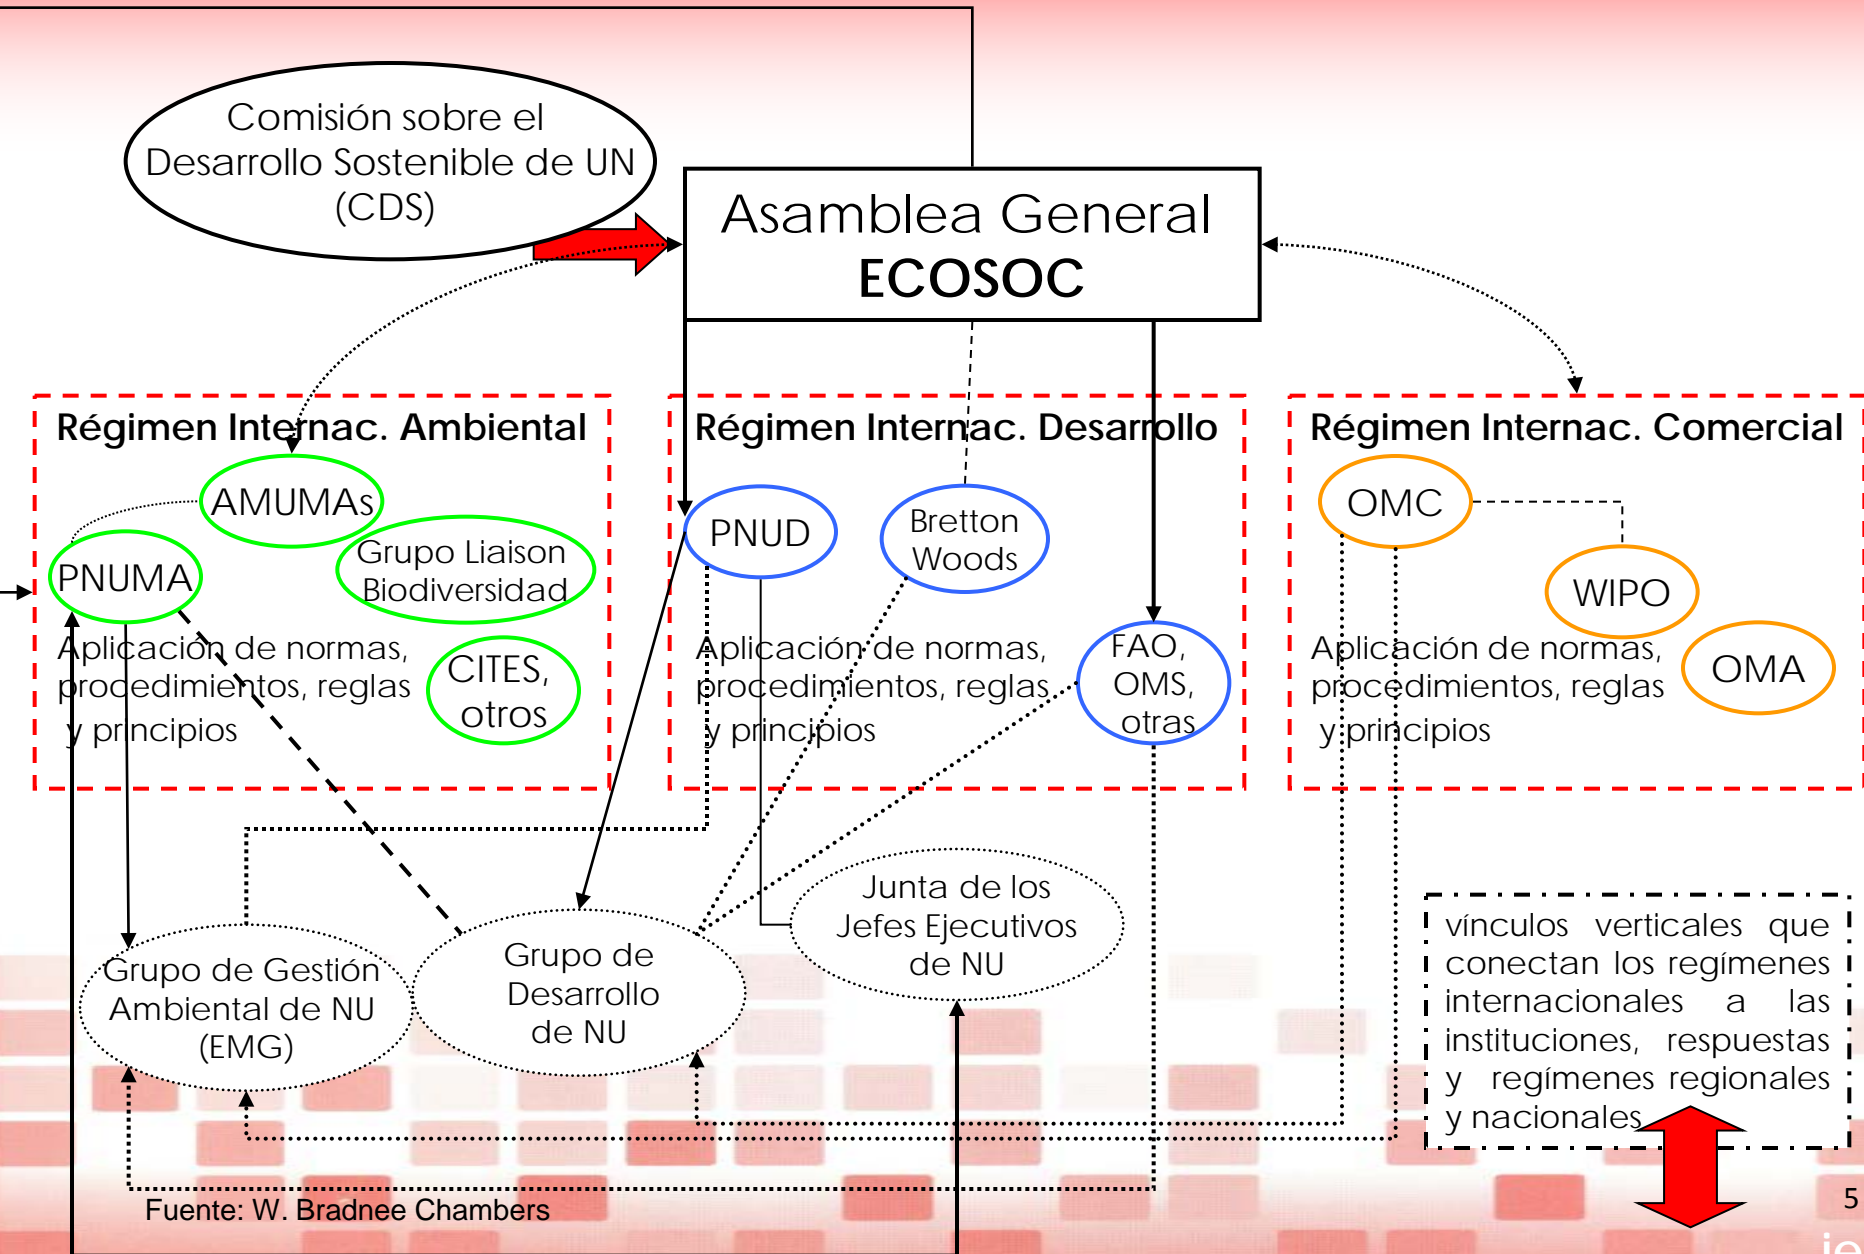 Comisión sobre el
Desarrollo Sostenible de UN
(CDS)
Asamblea General
ECOSOC
Régimen Internac. Ambiental
AMUMAs
Grupo Liaison
Biodiversidad
PNUMA
Aplicación de normas,
procedimientos, reglas
y principios
CITES,
otros
Régimen Internac. Desarrollo
PNUD
Bretton
Woods
Aplicación de normas,
procedimientos, reglas
y principios
FAO,
OMS,
otras
Régimen Internac. Comercial
OMC
WIPO
OMA
Aplicación de normas,
procedimientos, reglas
y principios
Grupo de Gestión
Ambiental de NU
(EMG)
Grupo de
Desarrollo
de NU
Junta de los
Jefes Ejecutivos
de NU
vínculos verticales que
conectan los regímenes
internacionales a las
instituciones, respuestas
y regímenes regionales
y nacionales
Fuente: W. Bradnee Chambers
5